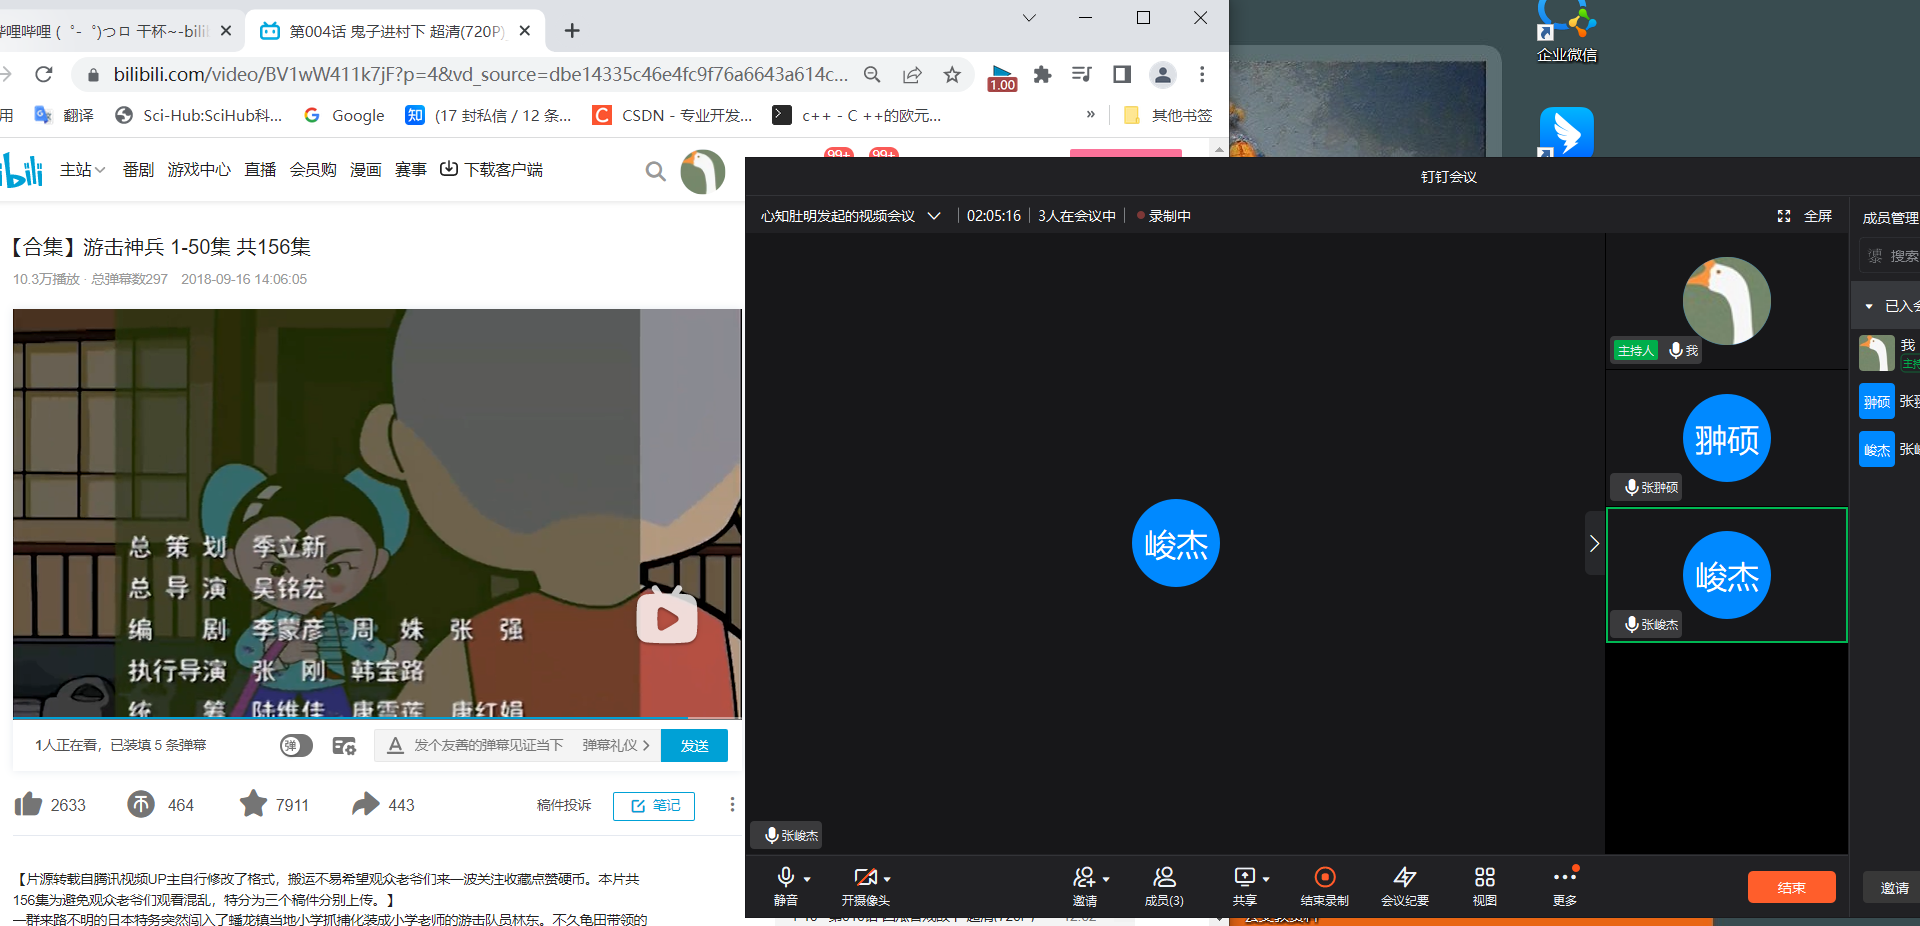 哔哩哔哩 (゜-゜)つロ 干杯~-bili
第004话 鬼子进村下 超清(720P)
bilibili.com/video/BV1wW411k7jF?p=4&vd_source=dbe14335c46e4fc9f76a6643a614c...
1.00
用
翻译
Sci-Hub:SciHub科...
Google
知 (17 封私信 / 12 条...
C CSDN - 专业开发...
c++ - C ++的欧元...
»
其他书签
企业微信
主站
番剧
游戏中心
直播
会员购
漫画
赛事
下载客户端
99+
99+
【合集】游击神兵 1-50集 共156集
10.3万播放 · 总弹幕数297 2018-09-16 14:06:05
总 策 划 季立新
总 导 演 吴铭宏
编 剧 李蒙彦 周 姝 张 强
执行导演 张 刚 韩宝路
统 筹 陆维佳 唐雪莲 唐红娟
1人正在看，已装填 5 条弹幕
弹
A 发个友善的弹幕见证当下
弹幕礼仪
发送
2633
464
7911
443
稿件投诉
笔记
【片源转载自腾讯视频UP主自行修改了格式，搬运不易希望观众老爷们来一波关注收藏点赞硬币。本片共
156集为避免观众老爷们观看混乱，特分为三个稿件分别上传。】
一群来路不明的日本特务突然闯入了蟠龙镇当地小学抓捕化装成小学老师的游击队员林东。不久龟田带领的
钉钉会议
心知肚明发起的视频会议
02:05:16
3人在会议中
录制中
全屏
成员管理
搜索
已入会
主持人 我
我
翀硕
张翀硕
翀硕
峻杰
张峻杰
峻杰
峻杰
张峻杰
静音
开摄像头
邀请
成员(3)
共享
结束录制
会议纪要
视图
更多
结束
邀请